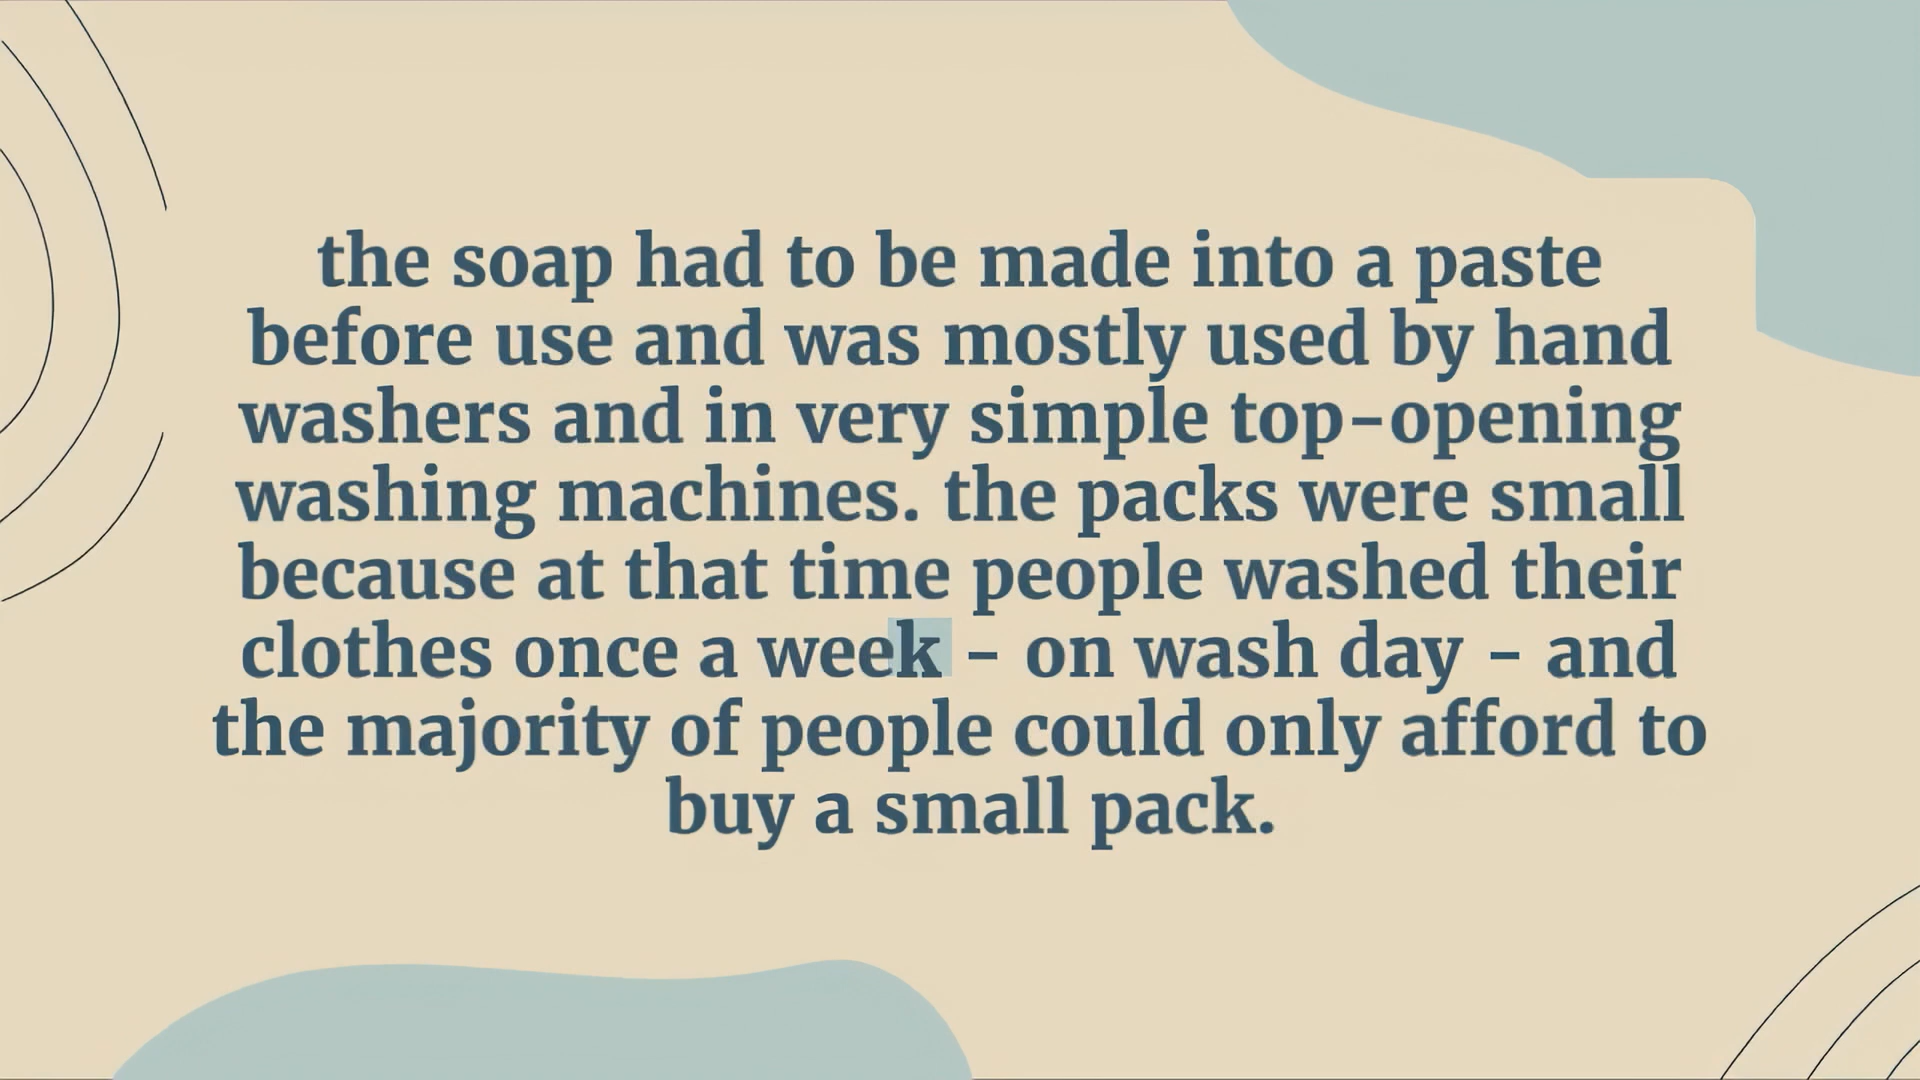 the soap had to be made into a paste
before use and was mostly used by hand
washers and in very simple top-opening
washing machines. the packs were small
because at that time people washed their
clothes once a week - on wash day - and
the majority of people could only afford to
buy a small pack.